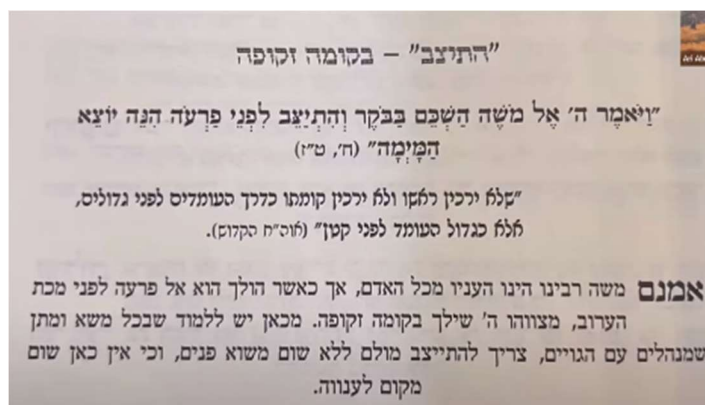 "התיצב" – בקומה זקופה
"וַיֹּאמֶר ה' אֶל מֹשֶׁה הַשְׁכֵּם בַּבֹּקֶר וְהִתְיַצֵּב לִפְנֵי פַרְעֹה הִנֵּה יוֹצֵא
הַמָּיְמָה" (ח', ט"ז)
"שלא ירכין ראשו ולא ירכין קומתו כדרך העומדים לפני גדולים,
אלא כגדול העומד לפני קטן" (אוה"ח הקדוש).
אמנם משה רבינו הינו העניו מכל האדם, אך כאשר הולך הוא אל פרעה לפני מכת
הערוב, מצווהו ה' שילך בקומה זקופה. מכאן יש ללמוד שבכל משא ומתן
שמנהלים עם הגויים, צריך להתייצב מולם ללא שום משוא פנים, וכי אין כאן שום
מקום לענווה.